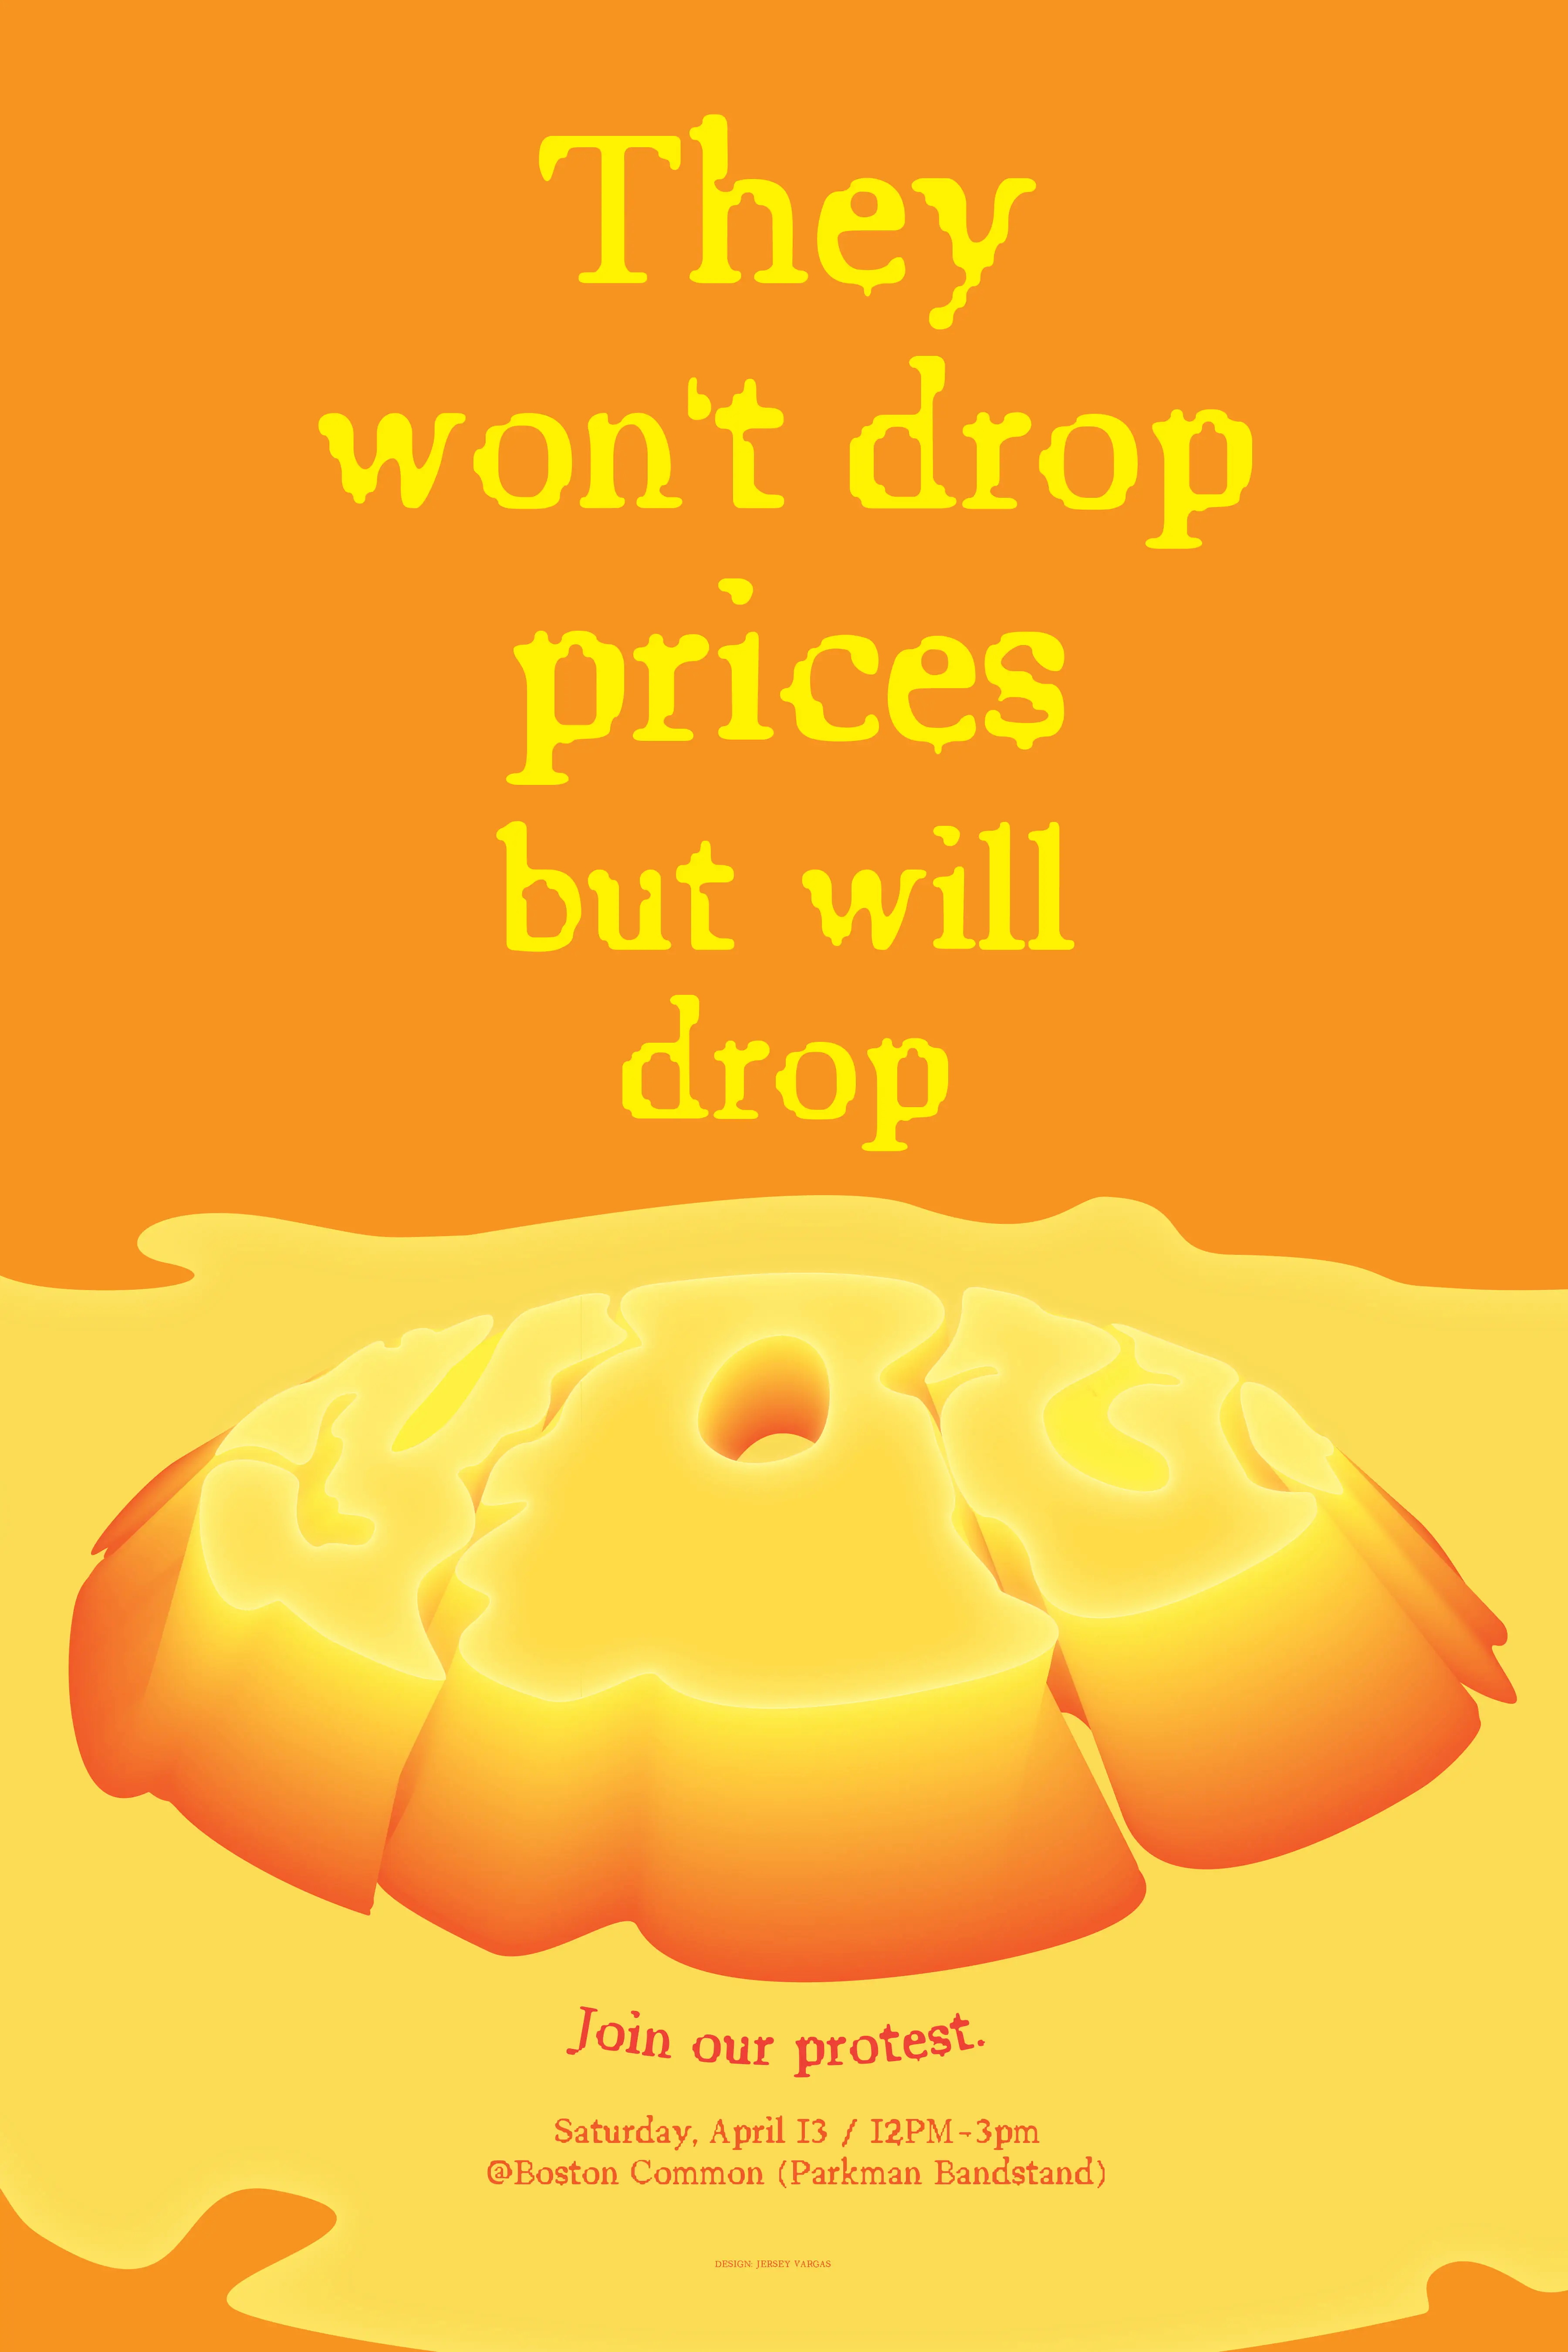 They
won't drop
prices
but will
drop
Join our protest.
Saturday, April 13 / 12PM-3pm
@Boston Common (Parkman Bandstand)
DESIGN: JERSEY VARGAS